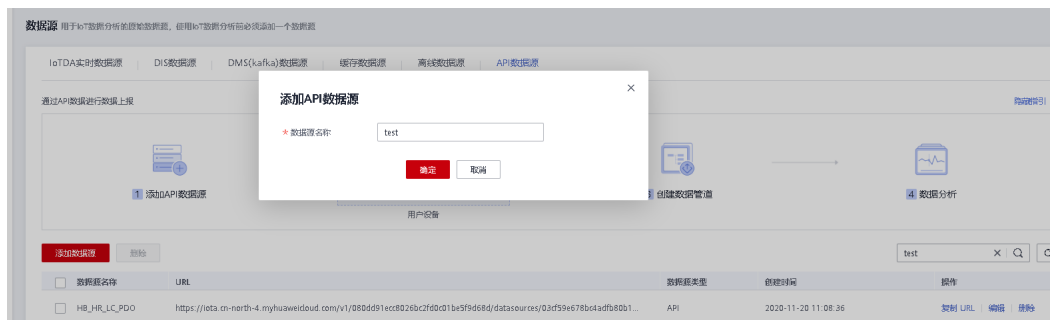 数据源 用于IoT数据分析的原始数据源，使用IoT数据分析前必须添加一个数据源
IoTDA实时数据源 DIS数据源 DMS(kafka)数据源 缓存数据源 离线数据源 API数据源
通过API数据进行数据上报 隐藏指引
添加API数据源
* 数据源名称 test
确定 取消
1 添加API数据源 创建数据管道 4 数据分析
用户设备
添加数据源 删除 test
数据源名称 URL 数据源类型 创建时间 操作
HB_HR_LC_PDO https://iota.cn-north-4.myhuaweicloud.com/v1/080dd91ecc8026bc2fd0c01be5f9d68d/datasources/03cf59e678bc4adfb80b1... API 2020-11-20 11:08:36 复制 URL 编辑 删除